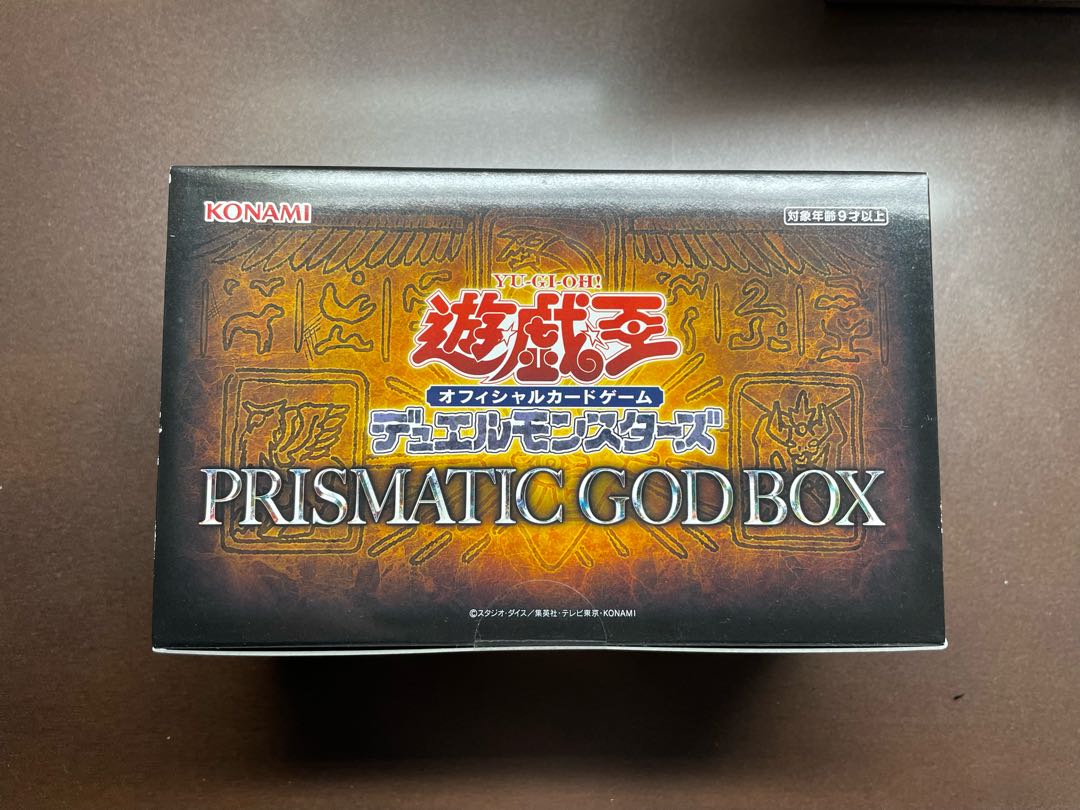 KONAMI
対象年齢9才以上
YU-GI-OH!
遊戯王
オフィシャルカードゲーム
デュエルモンスターズ
PRISMATIC GOD BOX
©スタジオ・ダイス/集英社・テレビ東京・KONAMI